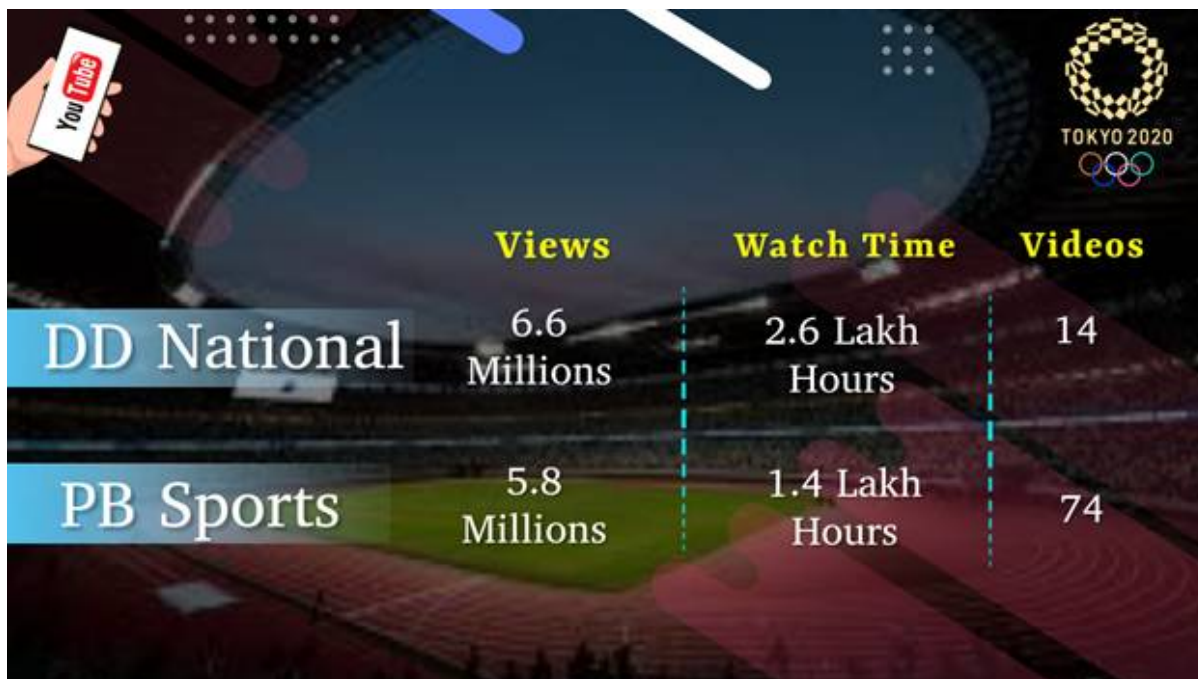 YouTube
TOKYO 2020
Views Watch Time Videos
DD National
6.6
Millions
2.6 Lakh
Hours
14
PB Sports
5.8
Millions
1.4 Lakh
Hours
74